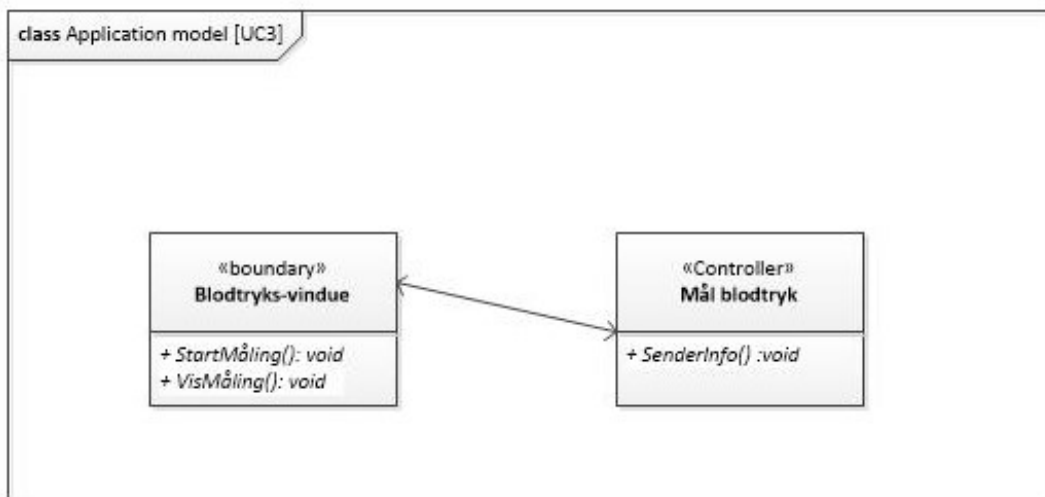 class Application model [UC3]
«boundary»
Blodtryks-vindue
+ StartMåling(): void
+ VisMåling(): void
«Controller»
Mål blodtryk
+ SenderInfo() :void